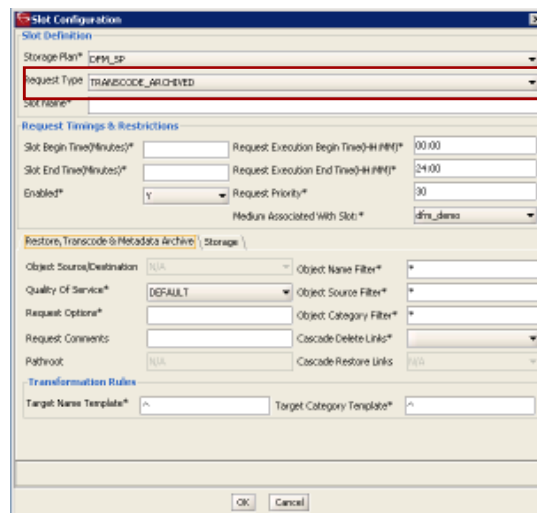 Slot Configuration
Slot Definition
Storage Plan* DFM_SP
Request Type TRANSCODE_ARCHIVED
Slot Name*
Request Timings & Restrictions
Slot Begin Time(Minutes)* Request Execution Begin Time(HH:MM)* 00:00
Slot End Time(Minutes)* Request Execution End Time(HH:MM)* 24:00
Enabled* Y Request Priority* 30
Medium Associated With Slot:* dfm_demo
Restore, Transcode & Metadata Archive Storage
Object Source/Destination N/A Object Name Filter* *
Quality Of Service* DEFAULT Object Source Filter* *
Request Options* Object Category Filter* *
Request Comments Cascade Delete Links*
Pathroot N/A Cascade Restore Links N/A
Transformation Rules
Target Name Template* ^ Target Category Template* ^
OK Cancel